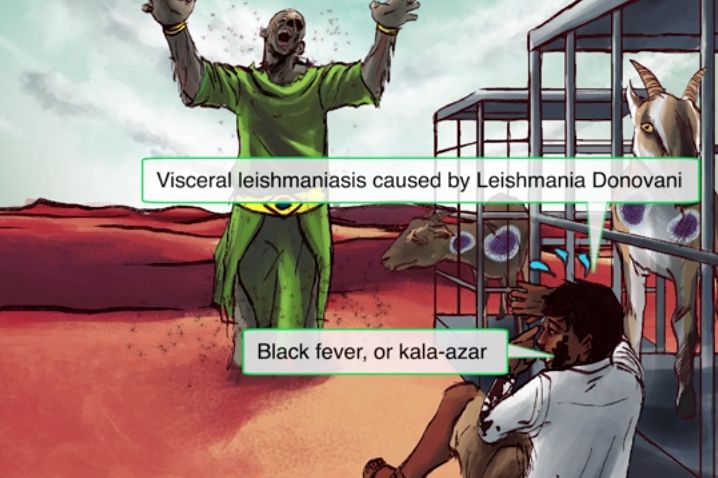 Visceral leishmaniasis caused by Leishmania Donovani
Black fever, or kala-azar